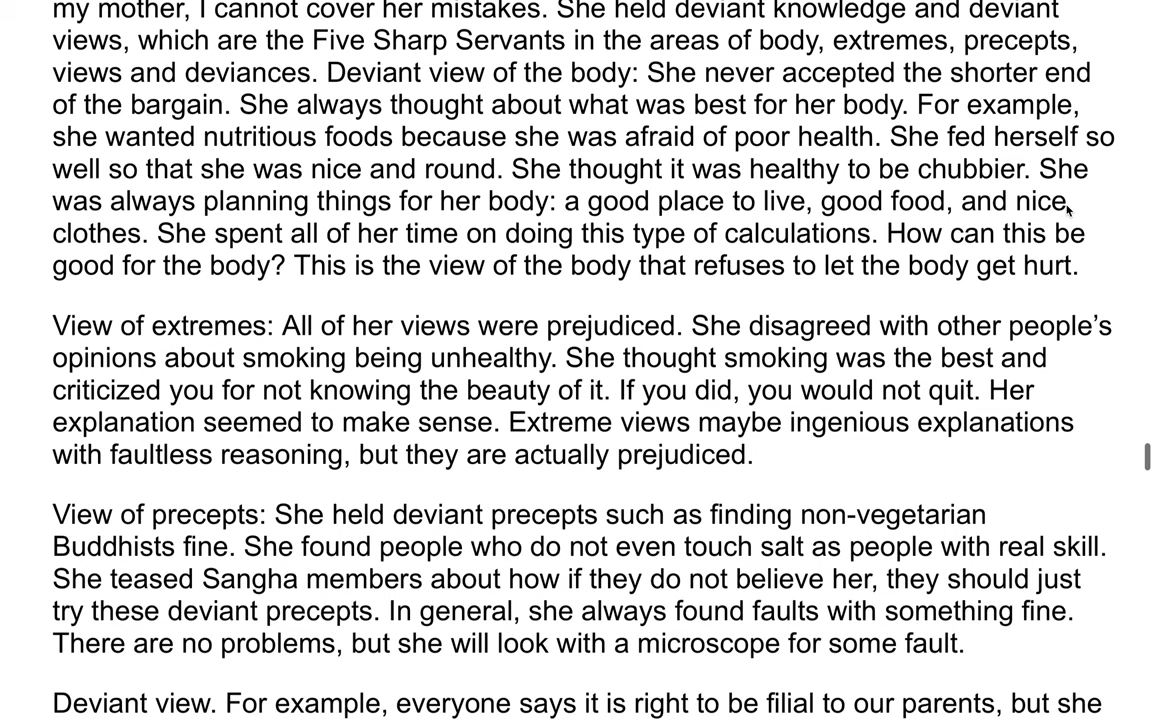 my mother, I cannot cover her mistakes. She held deviant knowledge and deviant
views, which are the Five Sharp Servants in the areas of body, extremes, precepts,
views and deviances. Deviant view of the body: She never accepted the shorter end
of the bargain. She always thought about what was best for her body. For example,
she wanted nutritious foods because she was afraid of poor health. She fed herself so
well so that she was nice and round. She thought it was healthy to be chubbier. She
was always planning things for her body: a good place to live, good food, and nice
clothes. She spent all of her time on doing this type of calculations. How can this be
good for the body? This is the view of the body that refuses to let the body get hurt.
View of extremes: All of her views were prejudiced. She disagreed with other people’s
opinions about smoking being unhealthy. She thought smoking was the best and
criticized you for not knowing the beauty of it. If you did, you would not quit. Her
explanation seemed to make sense. Extreme views maybe ingenious explanations
with faultless reasoning, but they are actually prejudiced.
View of precepts: She held deviant precepts such as finding non-vegetarian
Buddhists fine. She found people who do not even touch salt as people with real skill.
She teased Sangha members about how if they do not believe her, they should just
try these deviant precepts. In general, she always found faults with something fine.
There are no problems, but she will look with a microscope for some fault.
Deviant view. For example, everyone says it is right to be filial to our parents, but she